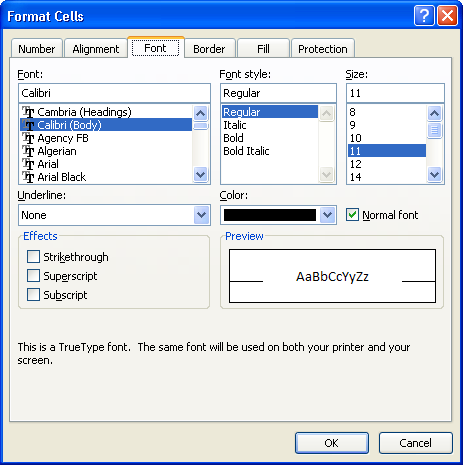 Format Cells
Number Alignment Font Border Fill Protection
Font: Font style: Size:
Calibri Regular 11
Cambria (Headings) Regular 8
Calibri (Body) Italic 9
Agency FB Bold 10
Algerian Bold Italic 11
Arial 12
Arial Black 14
Underline: Color:
None Normal font
Effects Preview
Strikethrough
Superscript AaBbCcYyZz
Subscript
This is a TrueType font. The same font will be used on both your printer and your
screen.
OK Cancel